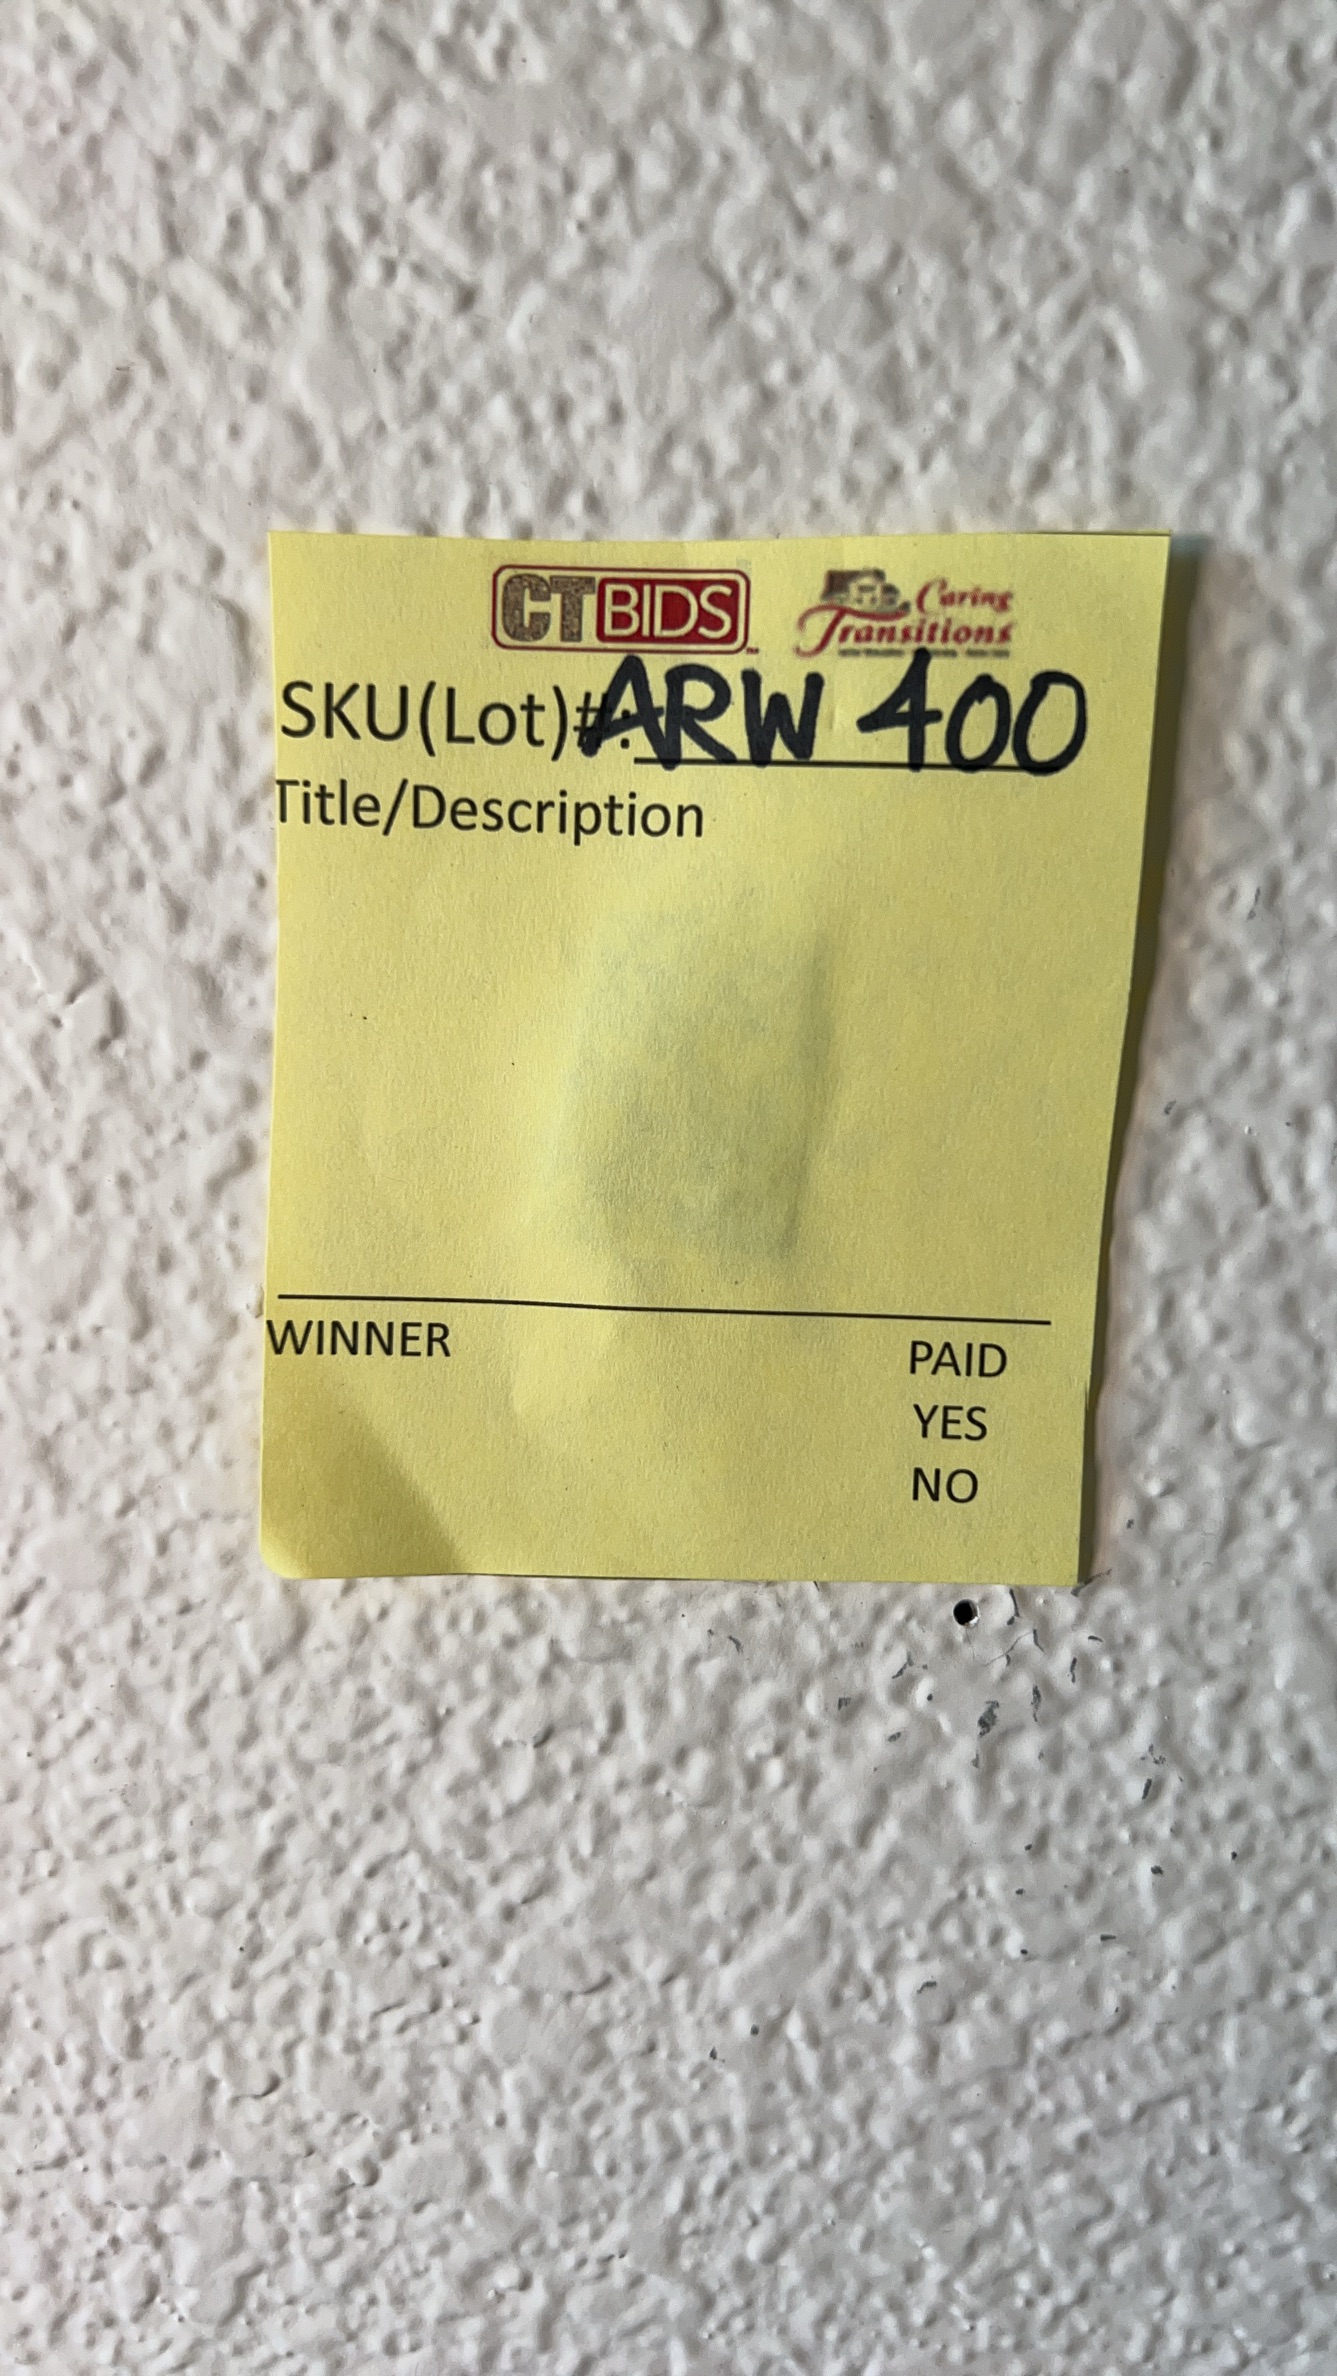 CTBIDS Caring
Transitions
SKU(Lot)#: ARW 400
Title/Description
WINNER
PAID
YES
NO